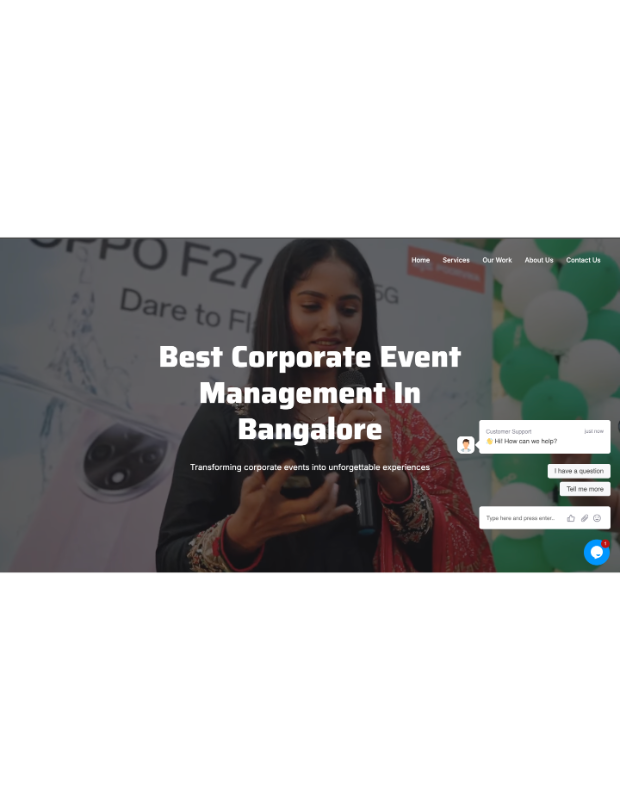 OPPO F27
5G
Dare to
Home Services Our Work About Us Contact Us
Best Corporate Event
Management In
Bangalore
Transforming corporate events into unforgettable experiences
Customer Support just now
👋 Hi! How can we help?
I have a question
Tell me more
Type here and press enter..
1